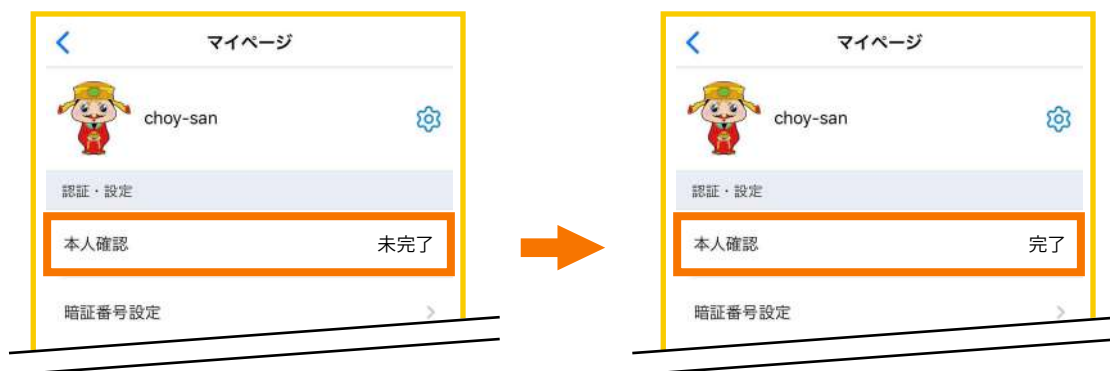 マイページ
choy-san
認証・設定
本人確認 未完了
暗証番号設定
マイページ
choy-san
認証・設定
本人確認 完了
暗証番号設定